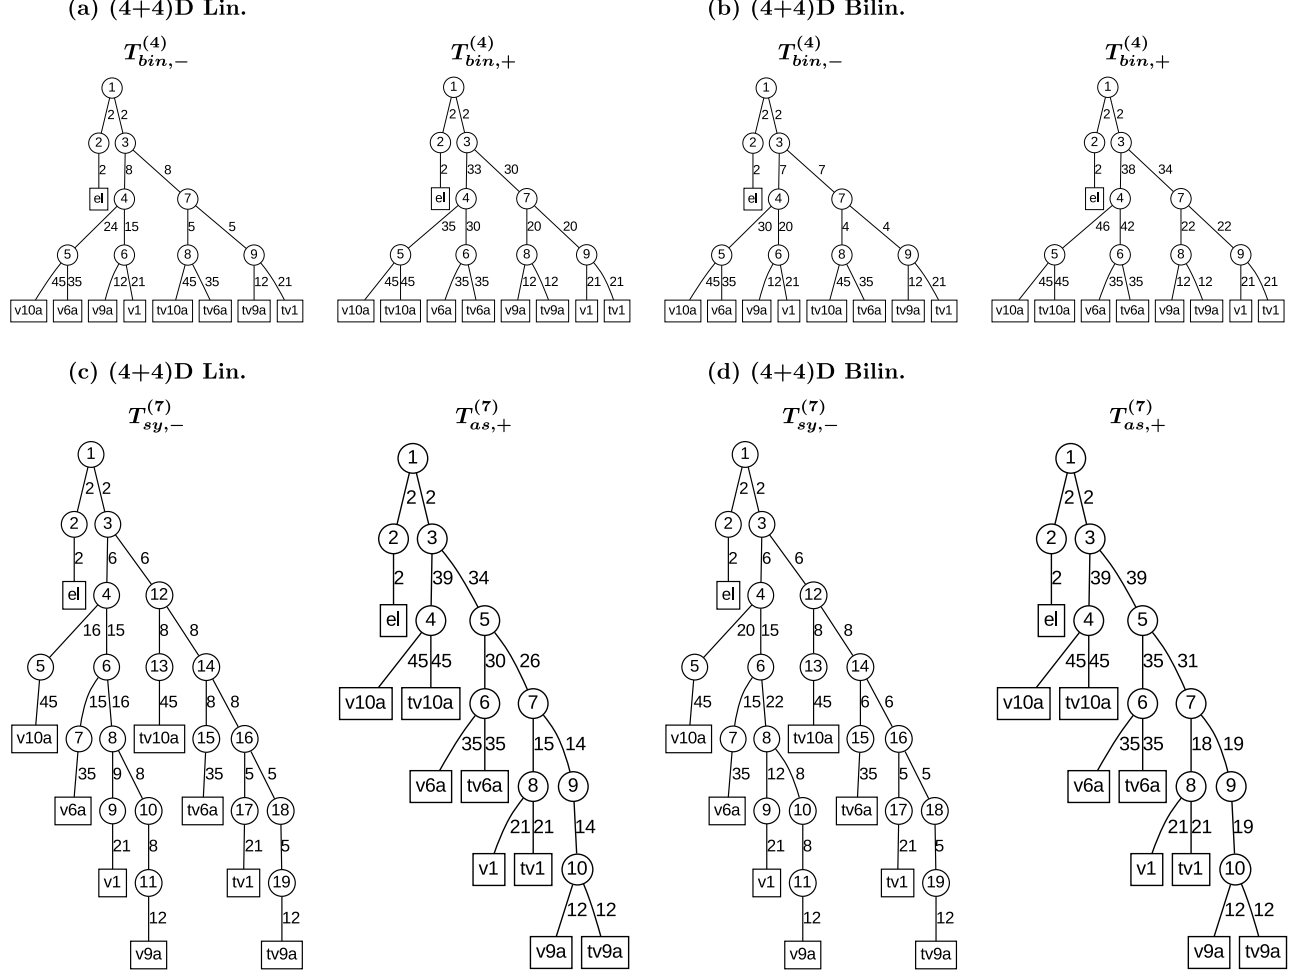 (a) (4+4)D Lin. (b) (4+4)D Bilin.
T_{bin,-}^{(4)} T_{bin,+}^{(4)} T_{bin,-}^{(4)} T_{bin,+}^{(4)}
1 1 1 1
2 2 2 2 2 2 2 2
2 3 2 3 2 3 2 3
2 8 8 2 33 30 2 7 7 2 38 34
el 4 7 el 4 7 el 4 7 el 4 7
24 15 5 5 35 30 20 20 30 20 4 4 46 42 22 22
5 6 8 9 5 6 8 9 5 6 8 9 5 6 8 9
45 35 12 21 45 35 12 21 45 45 35 35 12 12 21 21 45 35 12 21 45 35 12 21 45 45 35 35 12 12 21 21
v10a v6a v9a v1 tv10a tv6a tv9a tv1 v10a tv10a v6a tv6a v9a tv9a v1 tv1 v10a v6a v9a v1 tv10a tv6a tv9a tv1 v10a tv10a v6a tv6a v9a tv9a v1 tv1
(c) (4+4)D Lin. (d) (4+4)D Bilin.
T_{sy,-}^{(7)} T_{as,+}^{(7)} T_{sy,-}^{(7)} T_{as,+}^{(7)}
1 1 1 1
2 2 2 2 2 2 2 2
2 3 2 3 2 3 2 3
2 6 6 2 39 34 2 6 6 2 39 39
el 4 12 el 4 5 el 4 12 el 4 5
16 15 8 8 45 45 30 26 20 15 8 8 45 45 35 31
5 6 13 14 v10a tv10a 6 7 5 6 13 14 v10a tv10a 6 7
45 15 16 45 8 8 35 35 15 14 45 15 22 45 6 6 35 35 18 19
v10a 7 8 tv10a 15 16 v6a tv6a 8 9 v10a 7 8 tv10a 15 16 v6a tv6a 8 9
35 9 8 35 5 5 21 21 14 35 12 8 35 5 5 21 21 19
v6a 9 10 tv6a 17 18 v1 tv1 10 v6a 9 10 tv6a 17 18 v1 tv1 10
21 8 21 5 12 12 21 8 21 5 12 12
v1 11 tv1 19 v9a tv9a v1 11 tv1 19 v9a tv9a
12 12 12 12
v9a tv9a v9a tv9a